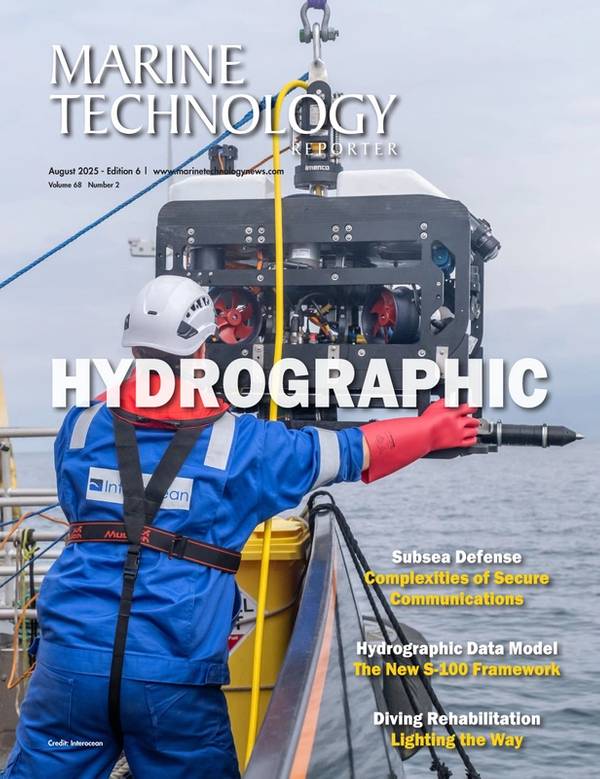 MARINE
TECHNOLOGY
REPORTER
imenco
August 2025 - Edition 6 | www.marinetechnologynews.com
Volume 68 Number 2
HYDROGRAPHIC
Subsea Defense
Complexities of Secure
Communications
Hydrographic Data Model
The New S-100 Framework
Diving Rehabilitation
Lighting the Way
Credit: Interocean